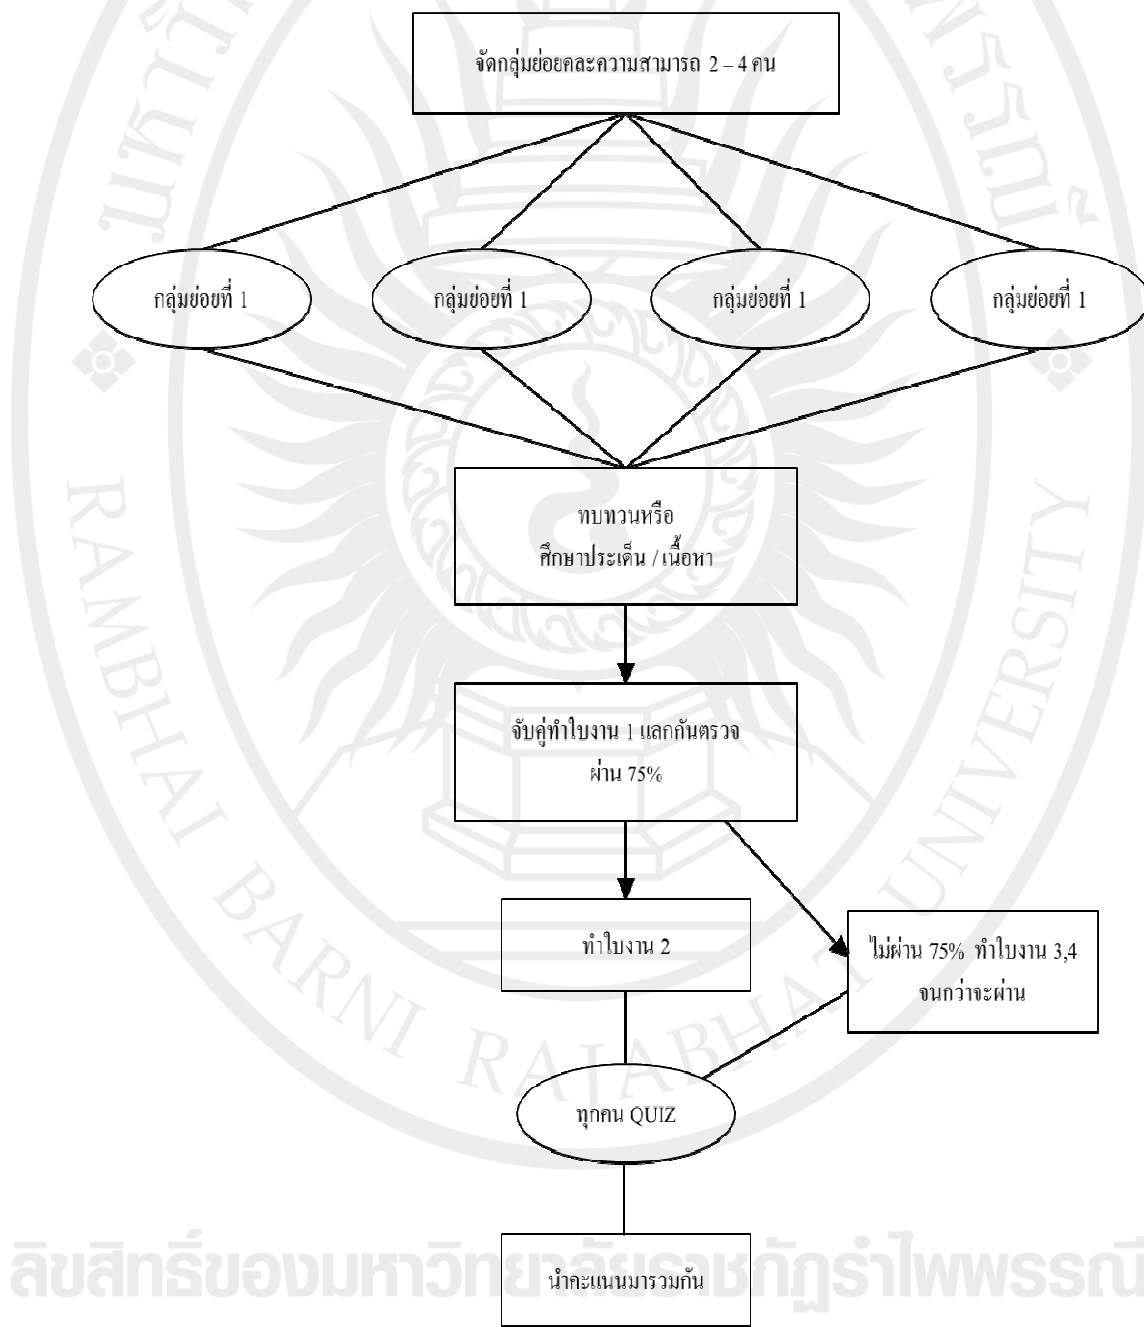 จัดกลุ่มย่อยคละความสามารถ 2 – 4 คน
กลุ่มย่อยที่ 1
กลุ่มย่อยที่ 1
กลุ่มย่อยที่ 1
กลุ่มย่อยที่ 1
ทบทวนหรือ
ศึกษาประเด็น / เนื้อหา
จับคู่ทำใบงาน 1 แลกกันตรวจ
ผ่าน 75%
ทำใบงาน 2
ไม่ผ่าน 75% ทำใบงาน 3,4
จนกว่าจะผ่าน
ทุกคน QUIZ
นำคะแนนมารวมกัน
RAMBHAI BARNI RAJABHAT UNIVERSITY
ลิขสิทธิ์ของมหาวิทยาลัยราชภัฏรำไพพรรณี